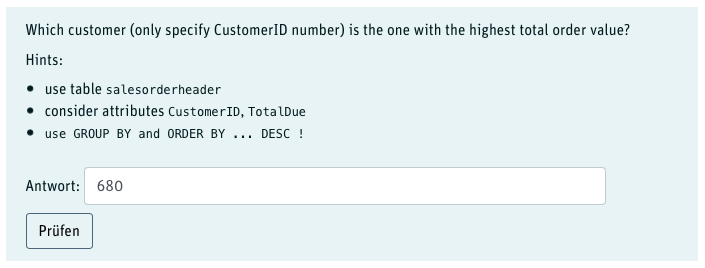 Which customer (only specify CustomerID number) is the one with the highest total order value?
Hints:
• use table salesorderheader
• consider attributes CustomerID, TotalDue
• use GROUP BY and ORDER BY ... DESC !
Antwort: 680
Prüfen